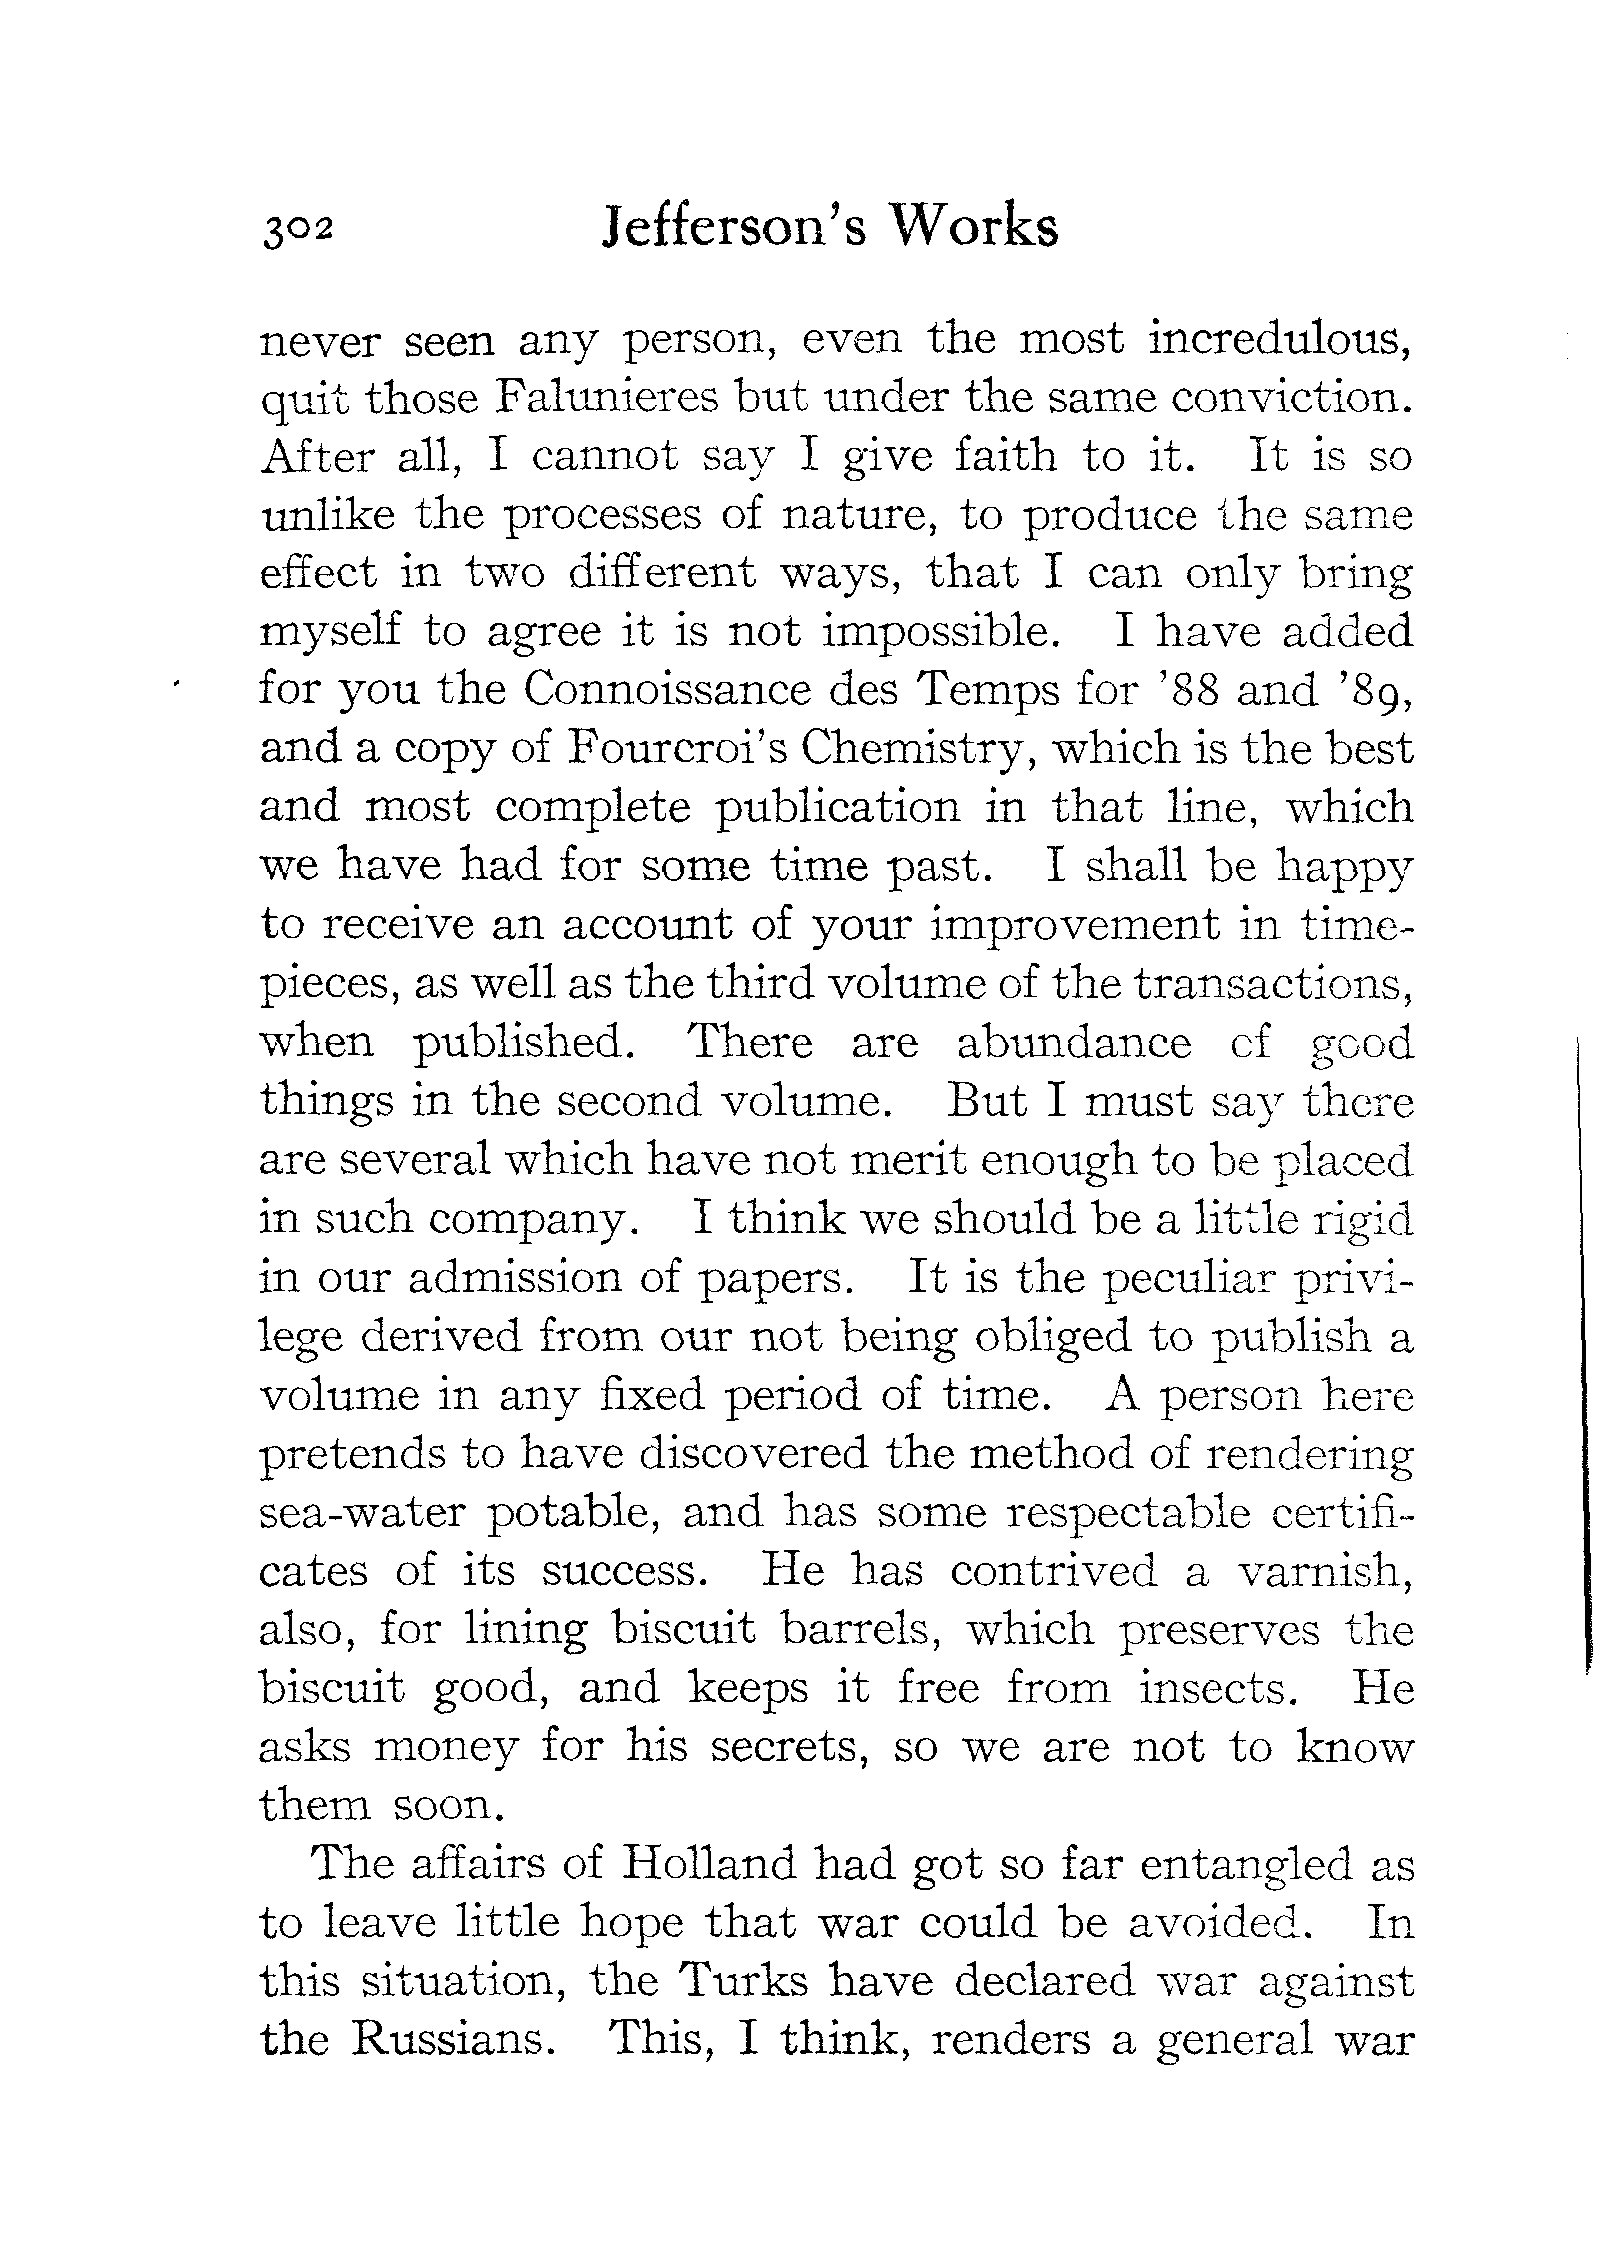 302 Jefferson's Works
never seen any person, even the most incredulous,
quit those Falunieres but under the same conviction.
After all, I cannot say I give faith to it. It is so
unlike the processes of nature, to produce the same
effect in two different ways, that I can only bring
myself to agree it is not impossible. I have added
for you the Connoissance des Temps for '88 and '89,
and a copy of Fourcroi's Chemistry, which is the best
and most complete publication in that line, which
we have had for some time past. I shall be happy
to receive an account of your improvement in time-
pieces, as well as the third volume of the transactions,
when published. There are abundance of good
things in the second volume. But I must say there
are several which have not merit enough to be placed
in such company. I think we should be a little rigid
in our admission of papers. It is the peculiar privi-
lege derived from our not being obliged to publish a
volume in any fixed period of time. A person here
pretends to have discovered the method of rendering
sea-water potable, and has some respectable certifi-
cates of its success. He has contrived a varnish,
also, for lining biscuit barrels, which preserves the
biscuit good, and keeps it free from insects. He
asks money for his secrets, so we are not to know
them soon.
The affairs of Holland had got so far entangled as
to leave little hope that war could be avoided. In
this situation, the Turks have declared war against
the Russians. This, I think, renders a general war